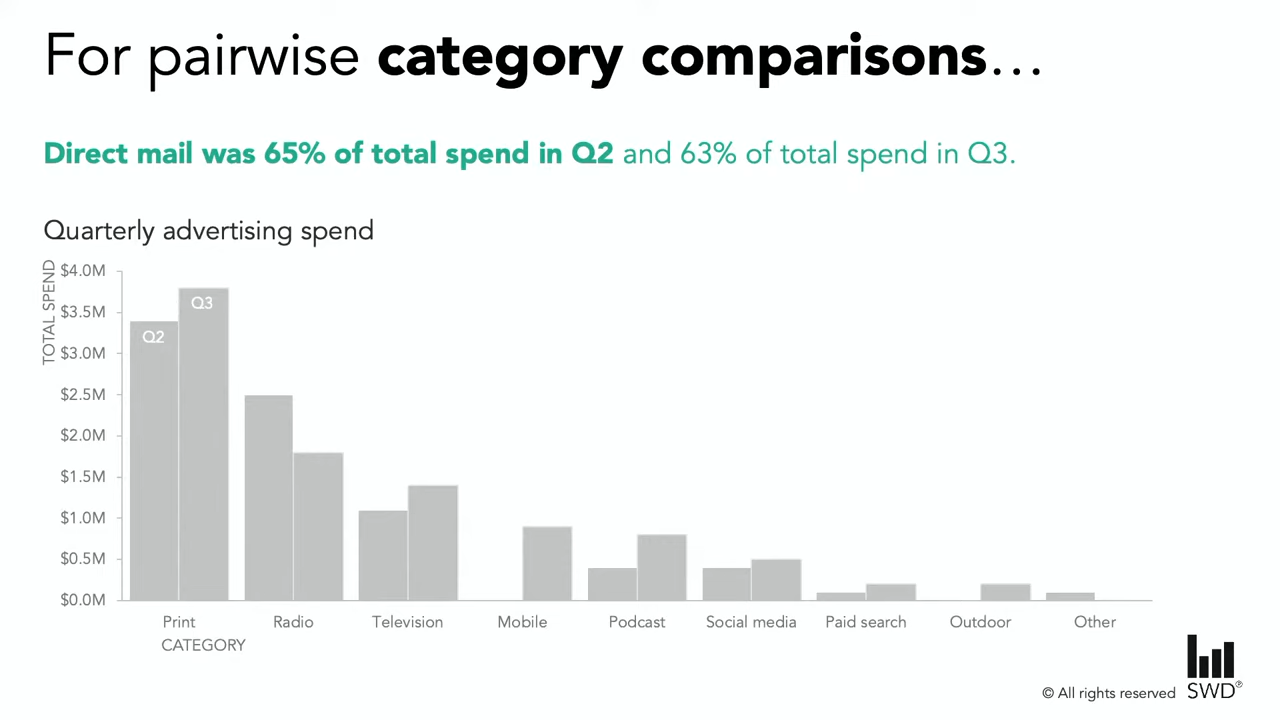 For pairwise category comparisons...
Direct mail was 65% of total spend in Q2 and 63% of total spend in Q3.
Quarterly advertising spend
TOTAL SPEND
$4.0M
$3.5M
$3.0M
$2.5M
$2.0M
$1.5M
$1.0M
$0.5M
$0.0M
Q2
Q3
Print Radio Television Mobile Podcast Social media Paid search Outdoor Other
CATEGORY
© All rights reserved
SWD®